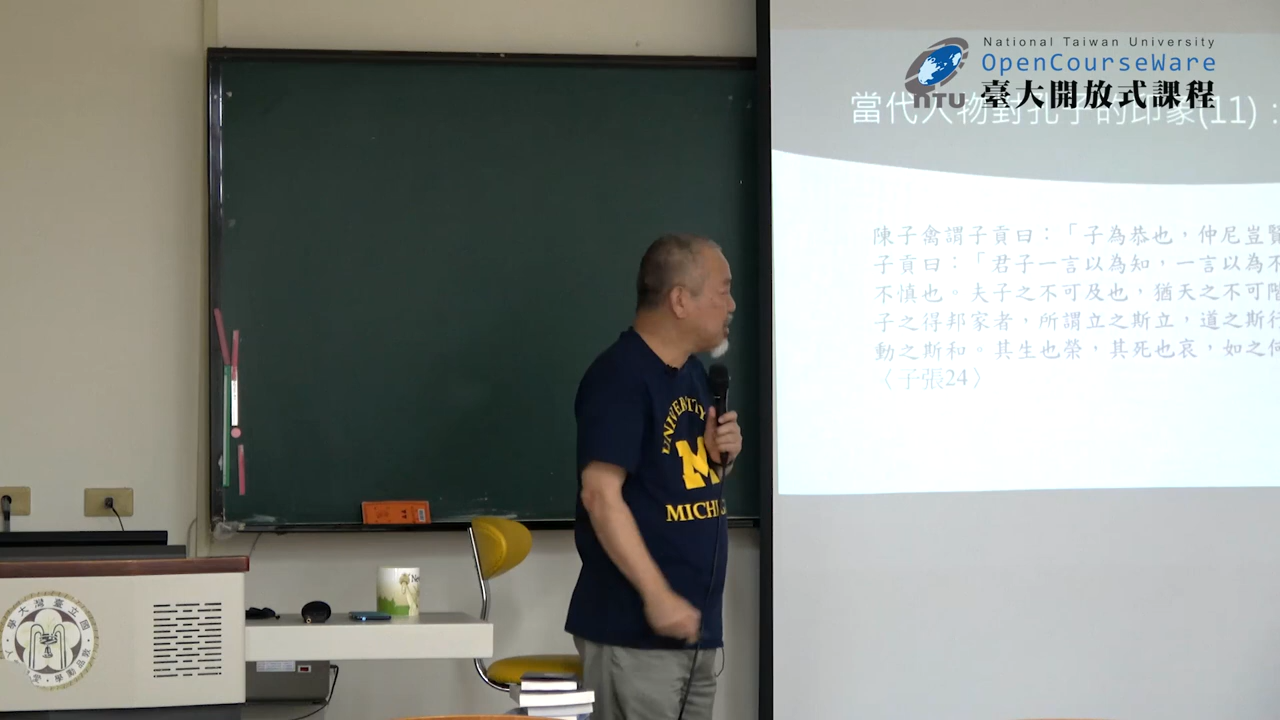 National Taiwan University
OpenCourseWare
NTU 臺大開放式課程
當代人物對孔子的印象(11)：
陳子禽謂子貢曰：「子為恭也，仲尼豈賢
子貢曰：「君子一言以為知，一言以為不
不慎也。夫子之不可及也，猶天之不可階
子之得邦家者，所謂立之斯立，道之斯行
動之斯和。其生也榮，其死也哀，如之何
〈子張24〉
UNIVERSITY
M
MICHI